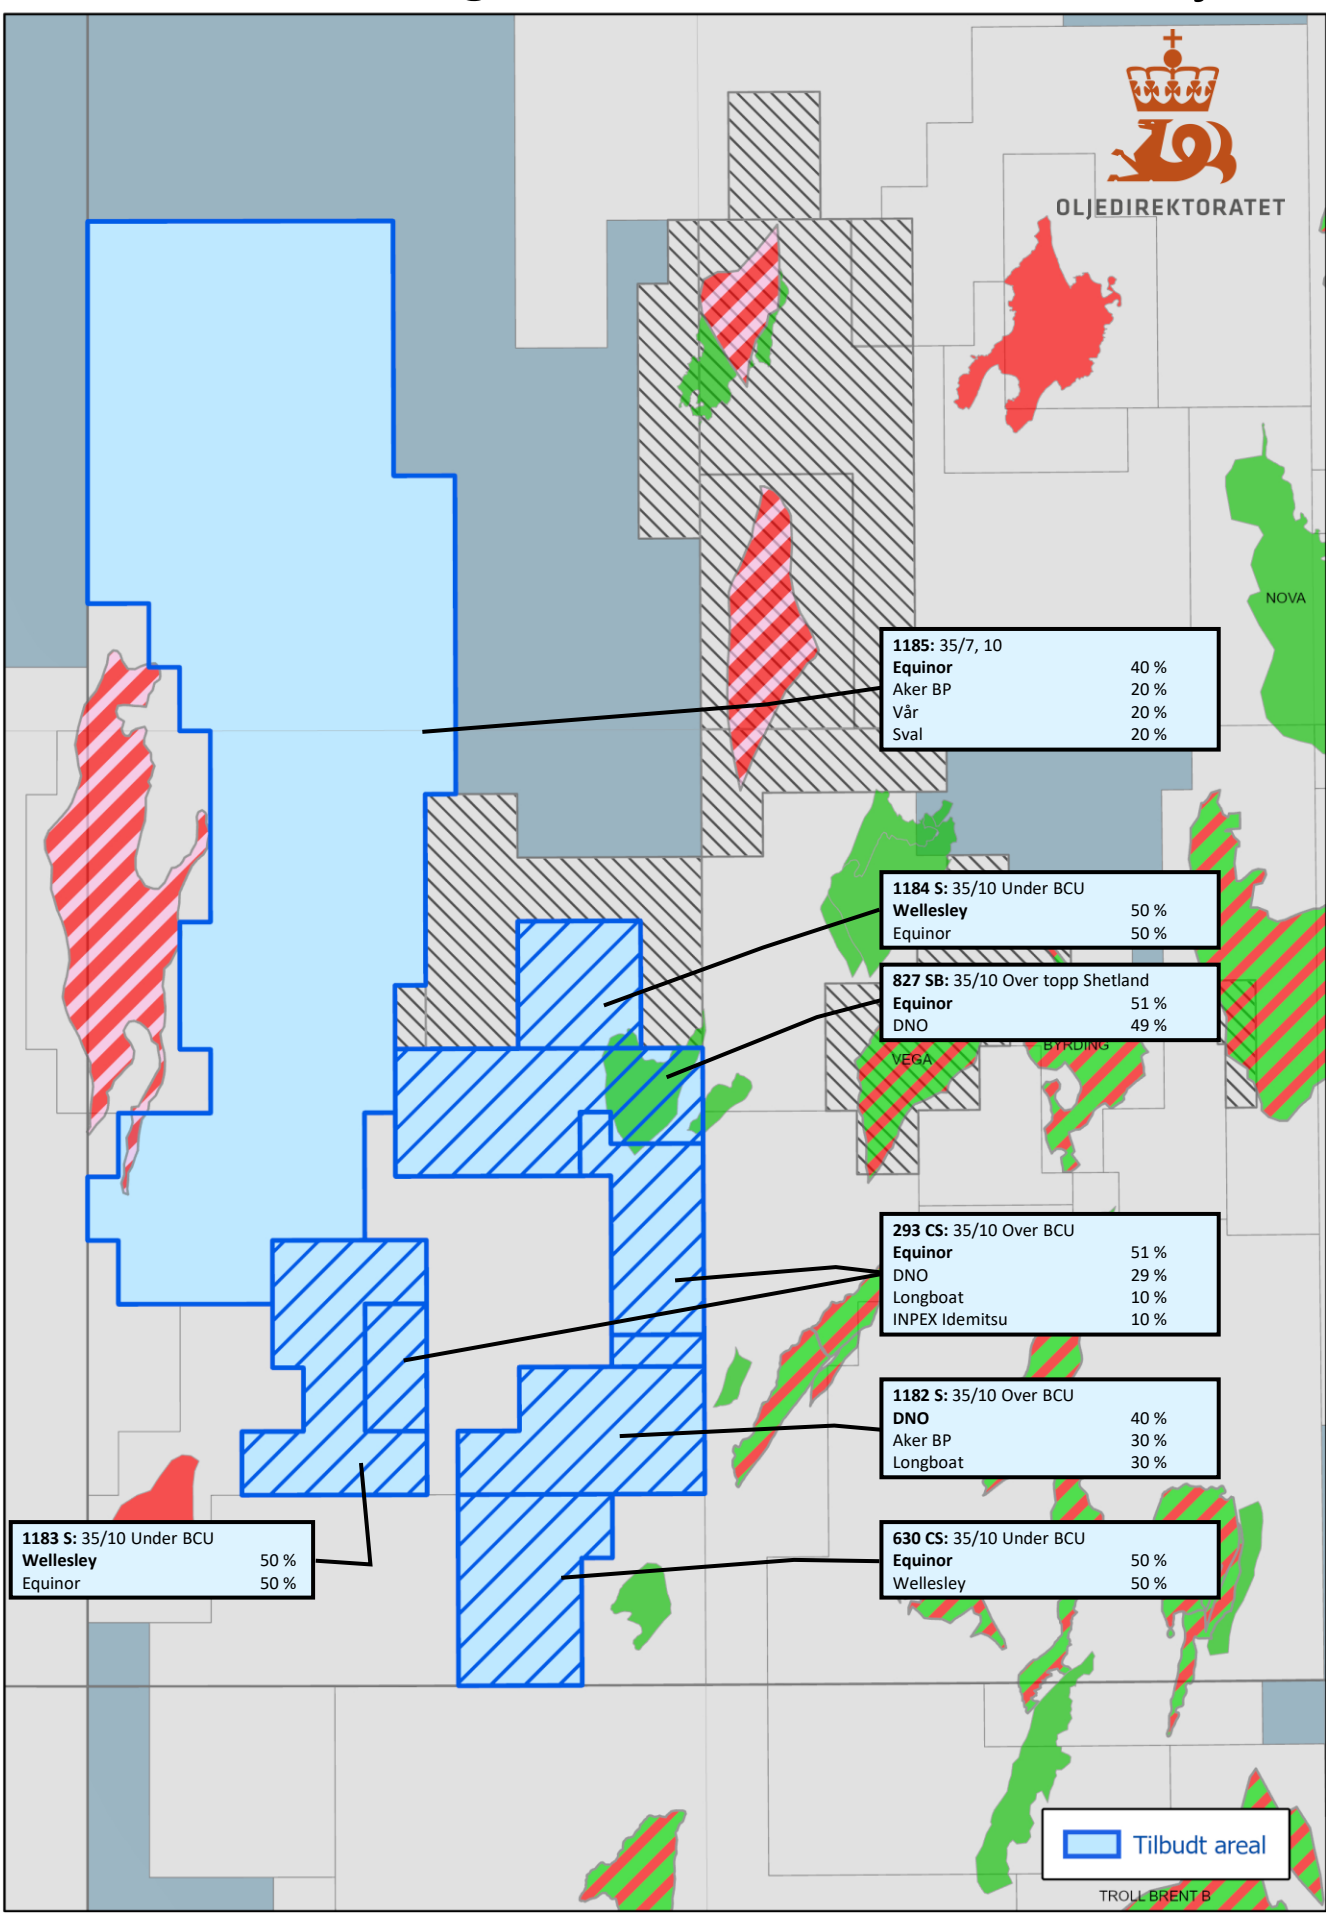 OLJEDIREKTORATET
NOVA
1185: 35/7, 10
Equinor 40 %
Aker BP 20 %
Vår 20 %
Sval 20 %
1184 S: 35/10 Under BCU
Wellesley 50 %
Equinor 50 %
827 SB: 35/10 Over topp Shetland
Equinor 51 %
DNO 49 %
BYRDING
VEGA
293 CS: 35/10 Over BCU
Equinor 51 %
DNO 29 %
Longboat 10 %
INPEX Idemitsu 10 %
1182 S: 35/10 Over BCU
DNO 40 %
Aker BP 30 %
Longboat 30 %
1183 S: 35/10 Under BCU
Wellesley 50 %
Equinor 50 %
630 CS: 35/10 Under BCU
Equinor 50 %
Wellesley 50 %
Tilbudt areal
TROLL BRENT B